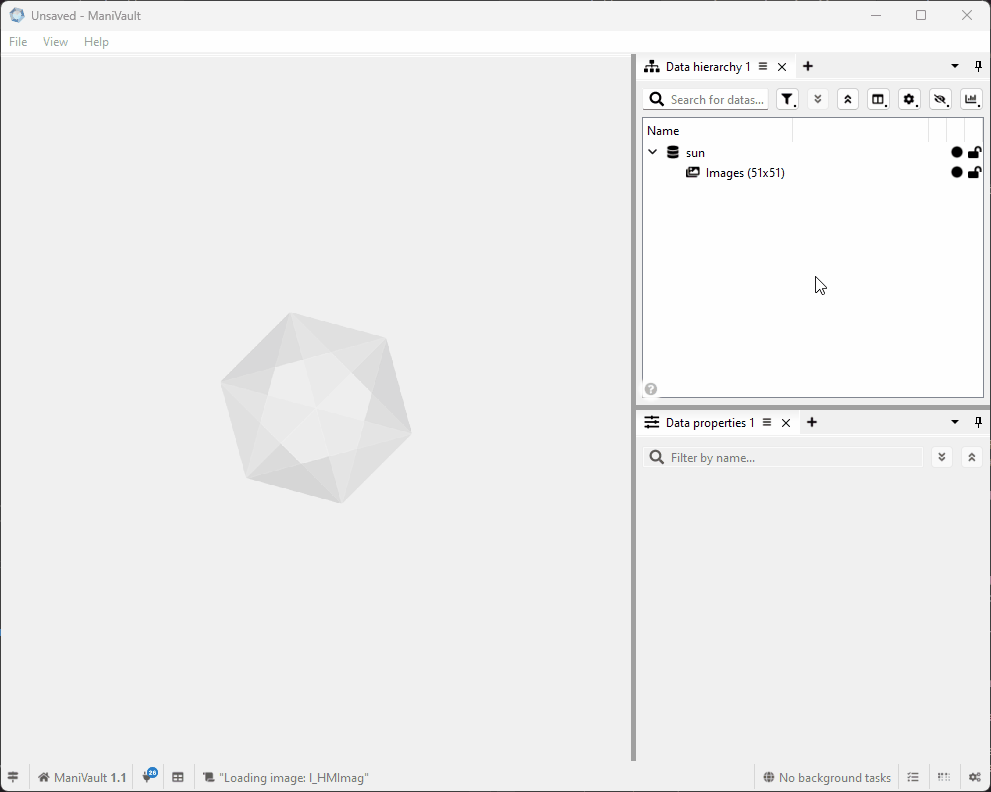 Unsaved - ManiVault
File View Help
Data hierarchy 1
Search for datas...
Name
sun
Images (51x51)
?
Data properties 1
Filter by name...
ManiVault 1.1
26
"Loading image: I_HMImag"
No background tasks